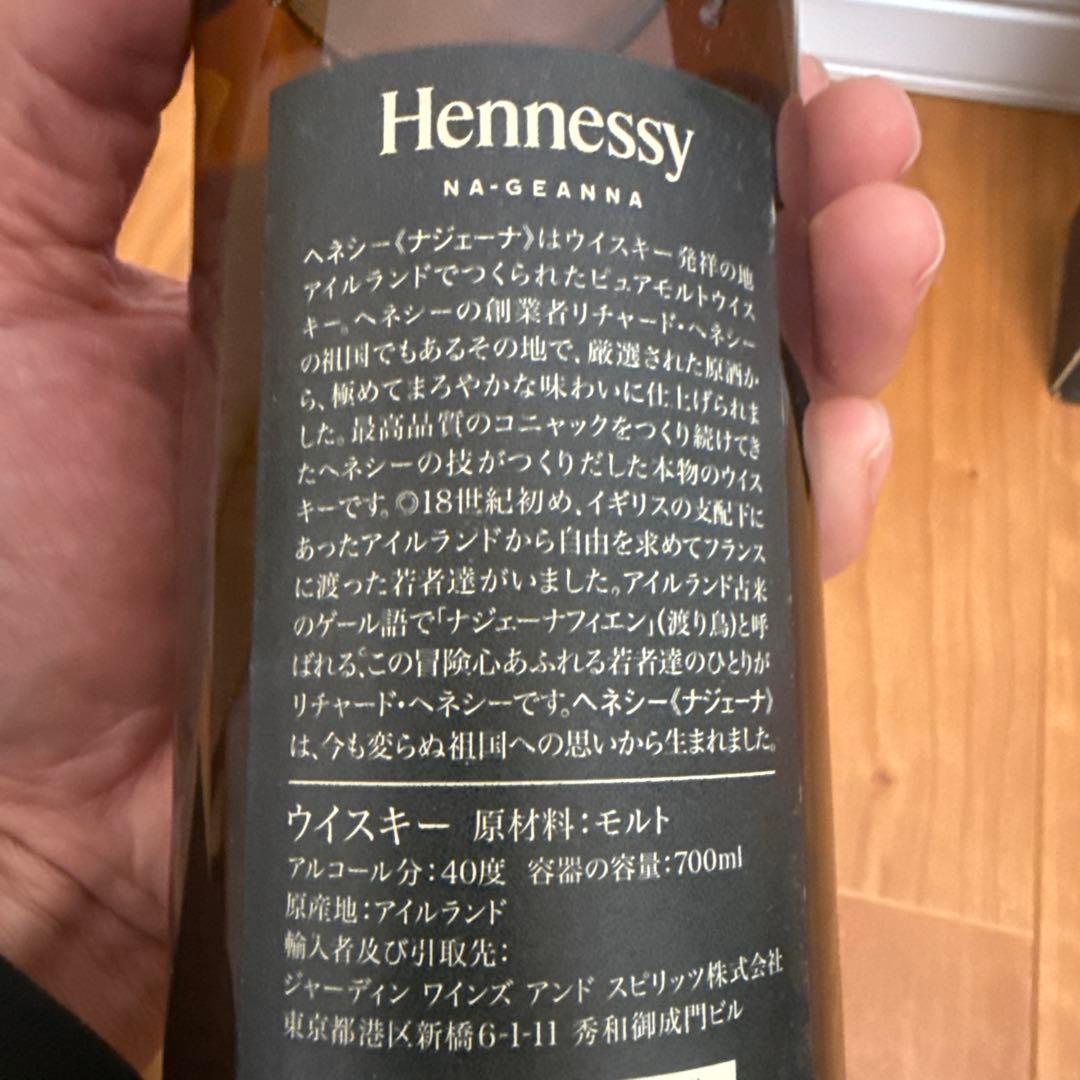 Hennessy
NA-GEANNA
ヘネシー《ナジェーナ》はウイスキー発祥の地
アイルランドでつくられたピュアモルトウイス
キー。ヘネシーの創業者リチャード・ヘネシー
の祖国でもあるその地で、厳選された原酒か
ら、極めてまろやかな味わいに仕上げられま
した。最高品質のコニャックをつくり続けてき
たヘネシーの技がつくりだした本物のウイス
キーです。◎18世紀初め、イギリスの支配下に
あったアイルランドから自由を求めてフランス
に渡った若者達がいました。アイルランド古来
のゲール語で「ナジェーナフィエン」(渡り鳥)と呼
ばれる、この冒険心あふれる若者達のひとりが
リチャード・ヘネシーです。ヘネシー《ナジェーナ》
は、今も変らぬ祖国への思いから生まれました。
ウイスキー 原材料:モルト
アルコール分:40度 容器の容量:700ml
原産地:アイルランド
輸入者及び引取先:
ジャーディン ワインズ アンド スピリッツ株式会社
東京都港区新橋6-1-11 秀和御成門ビル